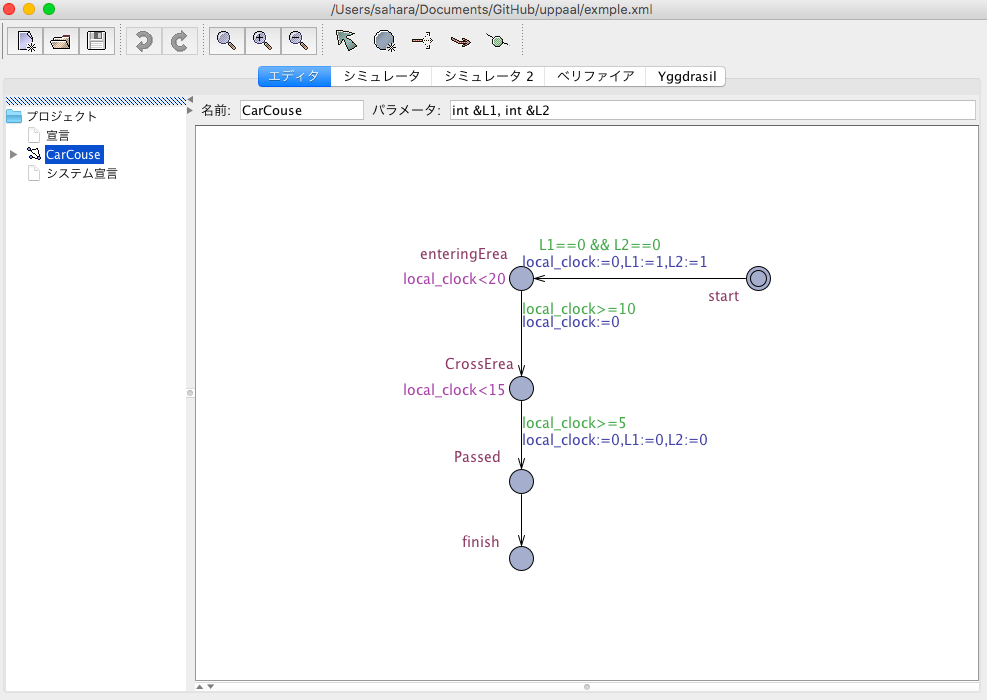 /Users/sahara/Documents/GitHub/uppaal/exmple.xml
エディタ シミュレータ シミュレータ 2 ベリファイア Yggdrasil
名前: CarCouse パラメータ: int &L1, int &L2
プロジェクト
宣言
CarCouse
システム宣言
L1==0 && L2==0
enteringErea
local_clock:=0,L1:=1,L2:=1
local_clock<20
start
local_clock>=10
local_clock:=0
CrossErea
local_clock<15
local_clock>=5
local_clock:=0,L1:=0,L2:=0
Passed
finish